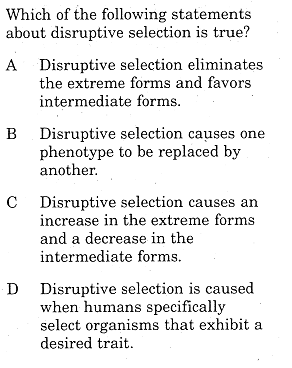 Which of the following statements
about disruptive selection is true?
A Disruptive selection eliminates
the extreme forms and favors
intermediate forms.
B Disruptive selection causes one
phenotype to be replaced by
another.
C Disruptive selection causes an
increase in the extreme forms
and a decrease in the
intermediate forms.
D Disruptive selection is caused
when humans specifically
select organisms that exhibit a
desired trait.